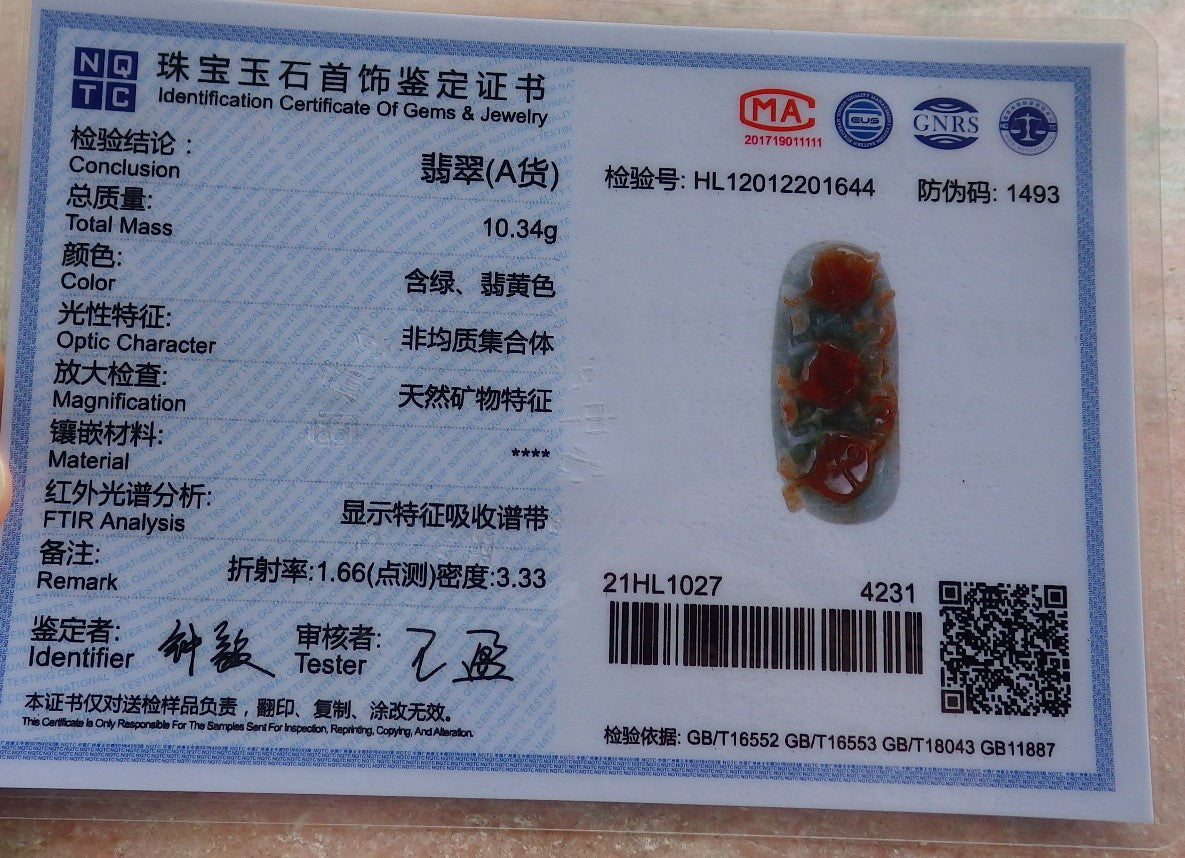 NQTC
珠宝玉石首饰鉴定证书
Identification Certificate Of Gems & Jewelry
检验结论：
Conclusion
翡翠(A货)
总质量:
Total Mass
10.34g
颜色:
Color
含绿、翡黄色
光性特征:
Optic Character
非均质集合体
放大检查:
Magnification
天然矿物特征
镶嵌材料:
Material
****
红外光谱分析:
FTIR Analysis
显示特征吸收谱带
备注:
Remark
折射率:1.66(点测)密度:3.33
鉴定者:
Identifier
审核者:
Tester
本证书仅对送检样品负责，翻印、复制、涂改无效。
This Certificate Is Only Responsible For The Samples Sent For Inspection, Reprinting, Copying, And Alteration.
MA
201719011111
GNRS
检验号: HL12012201644
防伪码: 1493
21HL1027
4231
检验依据: GB/T16552 GB/T16553 GB/T18043 GB11887